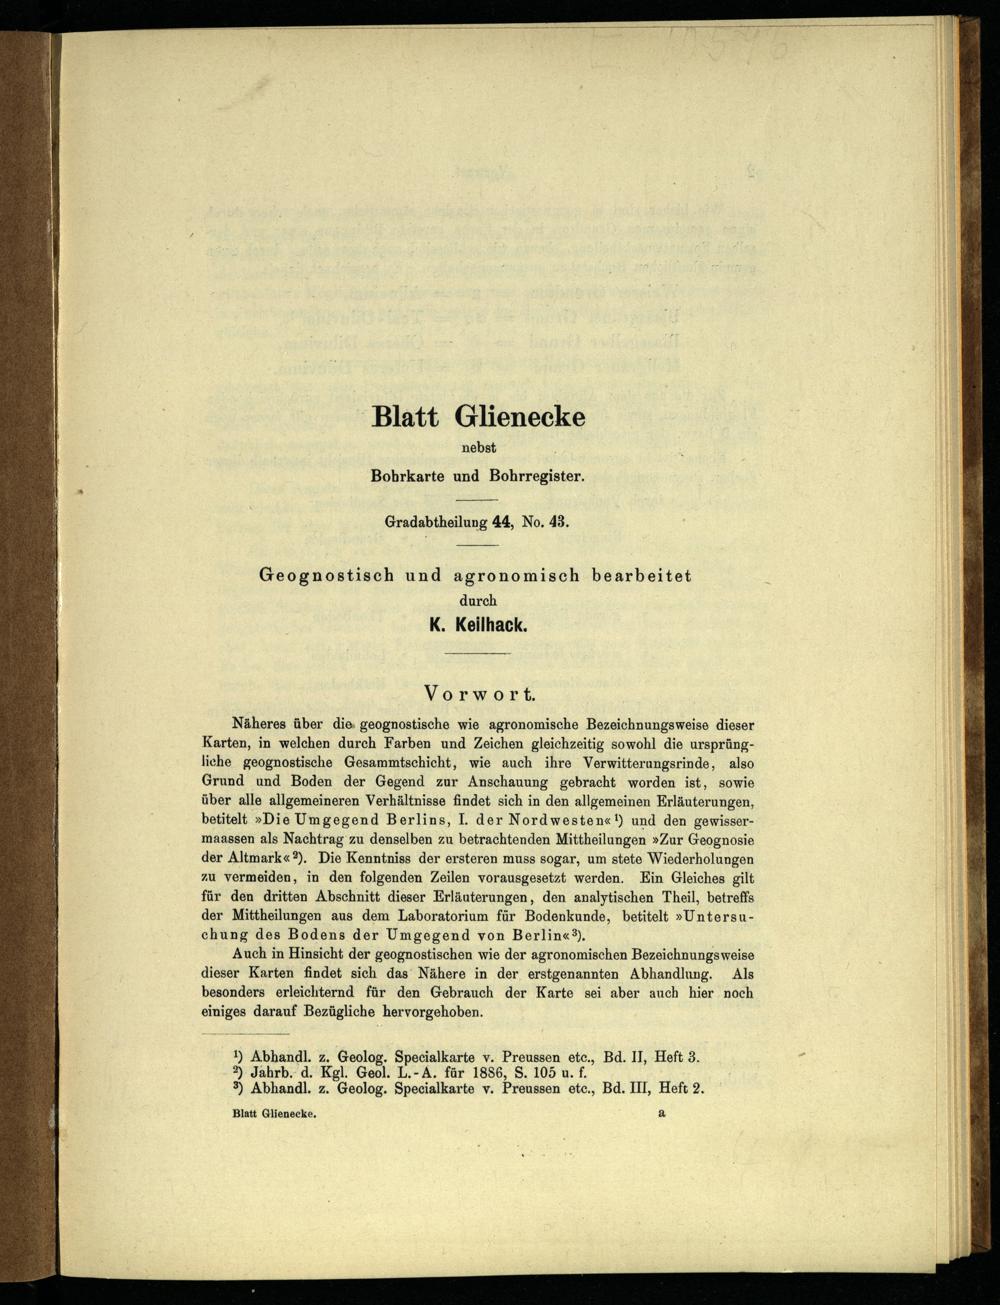 Blatt Glienecke
nebst
Bohrkarte und Bohrregister.
Gradabtheilung 44, No. 43.
Geognostisch und agronomisch bearbeitet
durch
K. Keilhack.
Vorwort.
Näheres über die geognostische wie agronomische Bezeichnungsweise dieser
Karten, in welchen durch Farben und Zeichen gleichzeitig sowohl die ursprüng-
liche geognostische Gesammtschicht, wie auch ihre Verwitterungsrinde, also
Grund und Boden der Gegend zur Anschauung gebracht worden ist, sowie
über alle allgemeineren Verhältnisse findet sich in den allgemeinen Erläuterungen,
betitelt »Die Umgegend Berlins, I. der Nordwesten« ¹) und den gewisser-
maassen als Nachtrag zu denselben zu betrachtenden Mittheilungen »Zur Geognosie
der Altmark« ²). Die Kenntniss der ersteren muss sogar, um stete Wiederholungen
zu vermeiden, in den folgenden Zeilen vorausgesetzt werden. Ein Gleiches gilt
für den dritten Abschnitt dieser Erläuterungen, den analytischen Theil, betreffs
der Mittheilungen aus dem Laboratorium für Bodenkunde, betitelt »Untersu-
chung des Bodens der Umgegend von Berlin« ³).
Auch in Hinsicht der geognostischen wie der agronomischen Bezeichnungsweise
dieser Karten findet sich das Nähere in der erstgenannten Abhandlung. Als
besonders erleichternd für den Gebrauch der Karte sei aber auch hier noch
einiges darauf Bezügliche hervorgehoben.
¹) Abhandl. z. Geolog. Specialkarte v. Preussen etc., Bd. II, Heft 3.
²) Jahrb. d. Kgl. Geol. L.-A. für 1886, S. 105 u. f.
³) Abhandl. z. Geolog. Specialkarte v. Preussen etc., Bd. III, Heft 2.
Blatt Glienecke. a